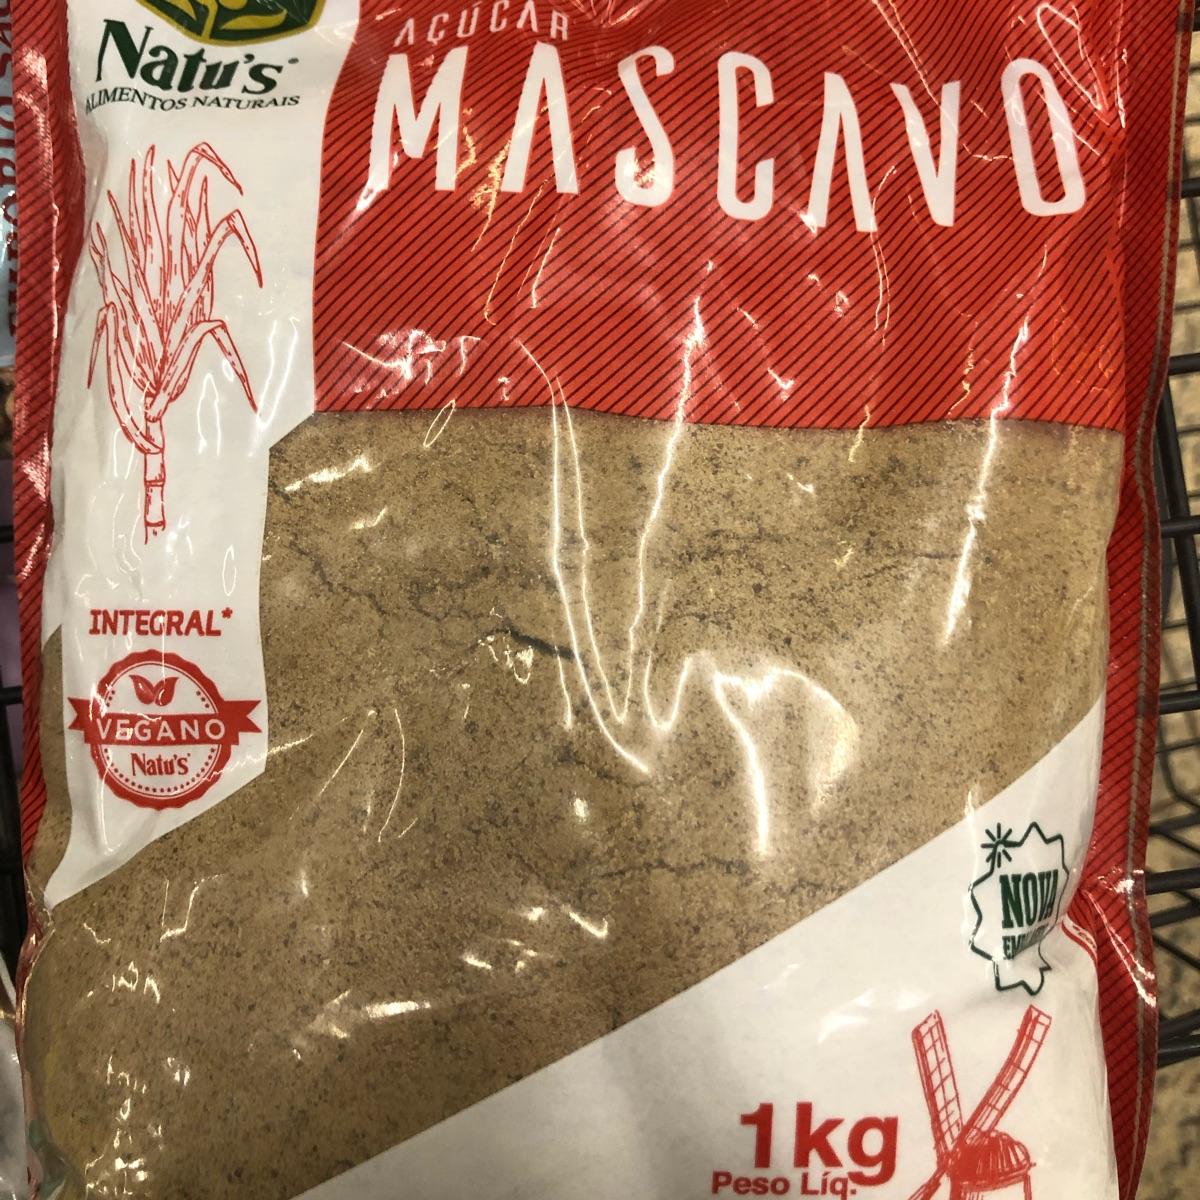 Natu's
ALIMENTOS NATURAIS
AÇÚCAR
MASCAVO
INTEGRAL*
VEGANO
Natu's
NOVA
1kg
Peso Líq.